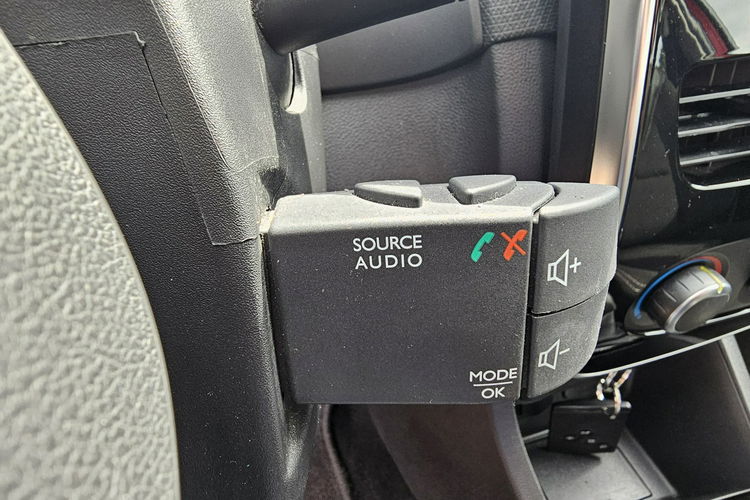 SOURCE
AUDIO
+
-
MODE
OK